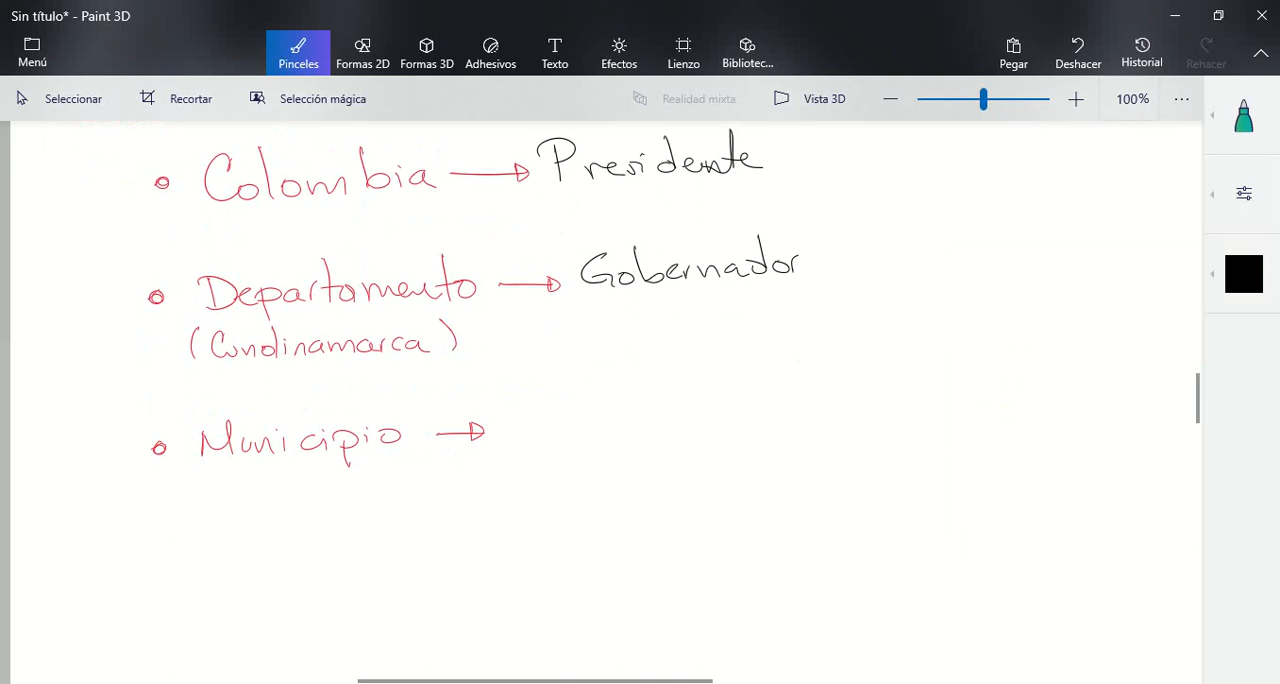 Sin título* - Paint 3D
Menú
Pinceles
Formas 2D
Formas 3D
Adhesivos
Texto
Efectos
Lienzo
Bibliotec...
Pegar
Deshacer
Historial
Rehacer
Seleccionar
Recortar
Selección mágica
Realidad mixta
Vista 3D
100%
Colombia → Presidente
Departamento → Gobernador
(Cundinamarca)
Municipio →